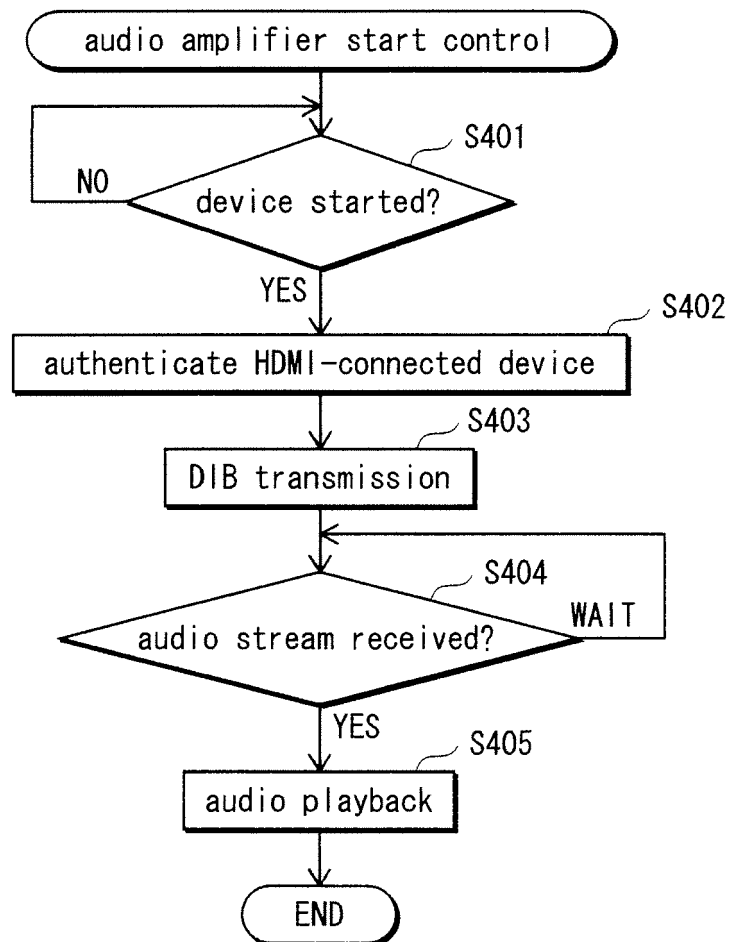 audio amplifier start control
S401
NO
device started?
YES
S402
authenticate HDMI-connected device
S403
DIB transmission
S404
WAIT
audio stream received?
YES
S405
audio playback
END